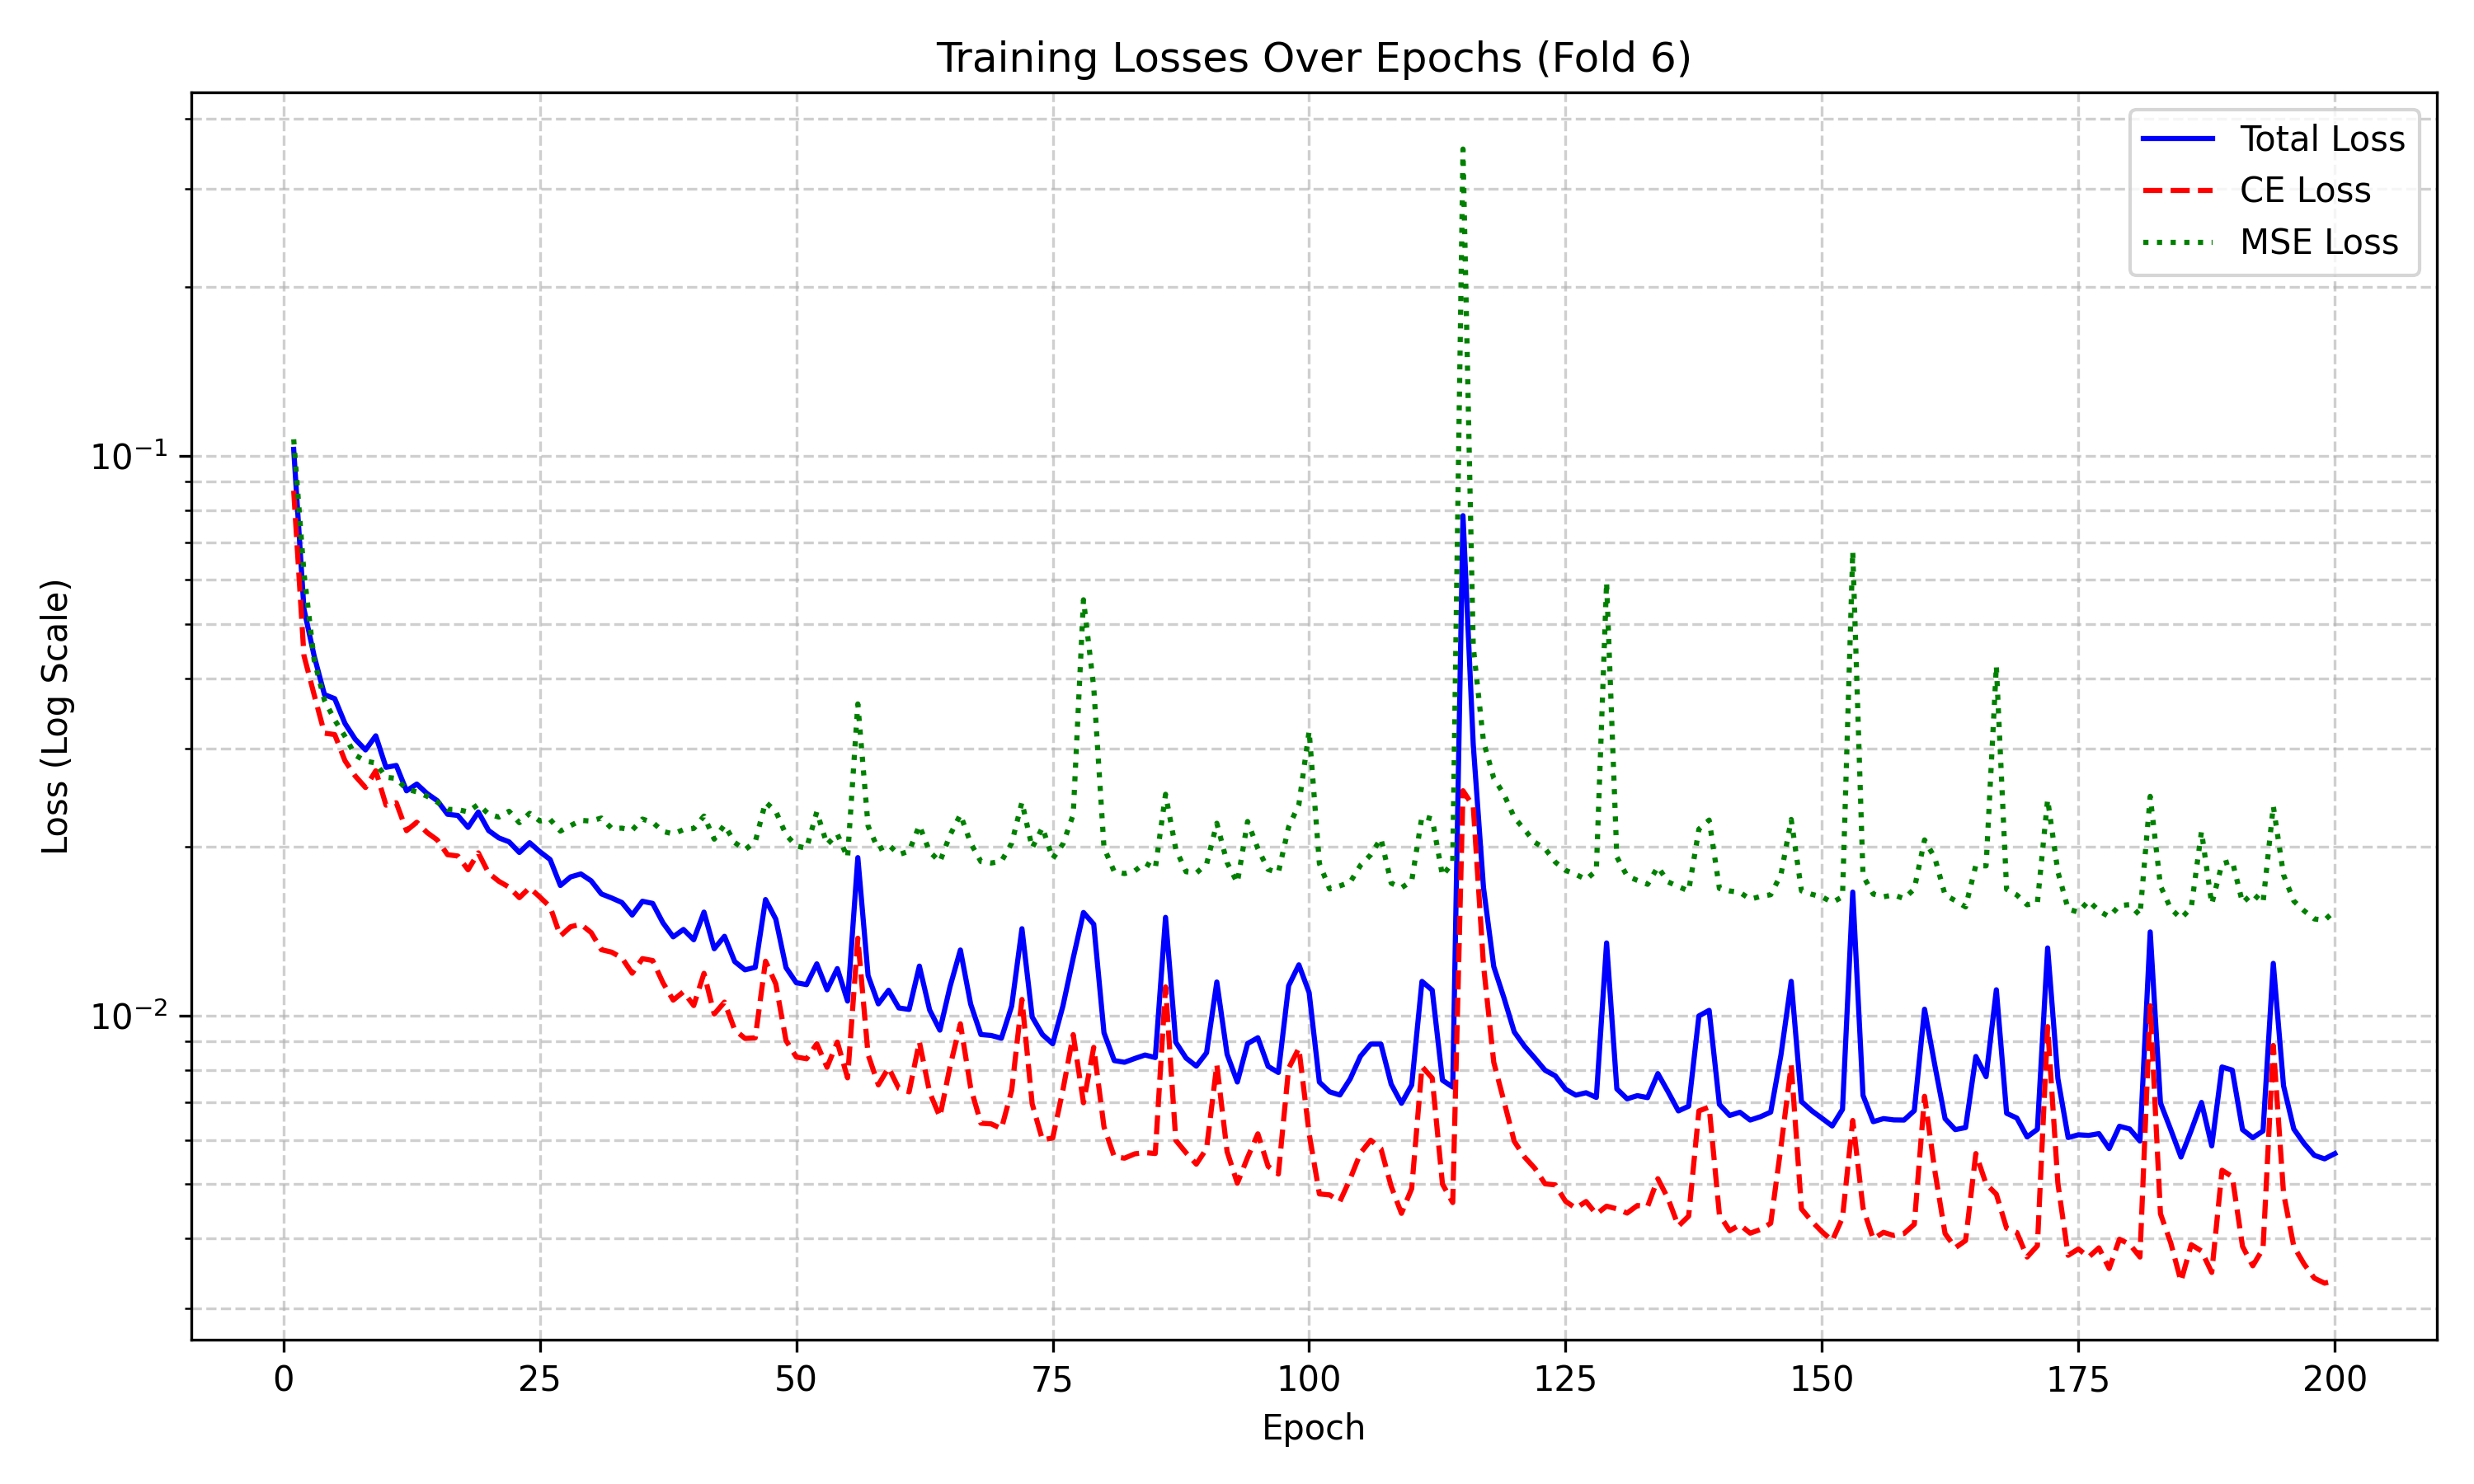 Training Losses Over Epochs (Fold 6)
Total Loss
CE Loss
MSE Loss
Loss (Log Scale)
10⁻¹
10⁻²
0 25 50 75 100 125 150 175 200
Epoch